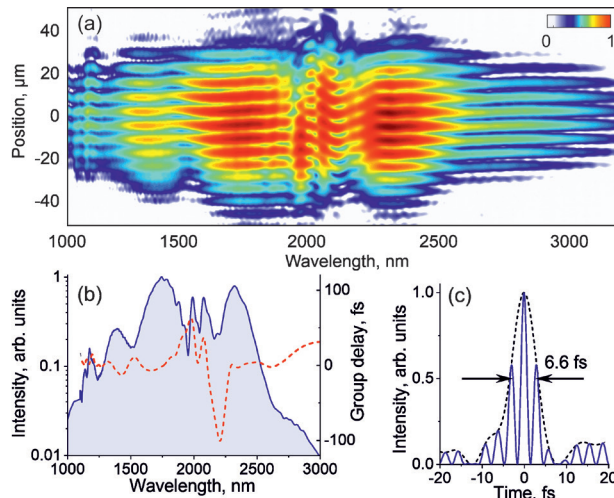 (a)
0 1
Position, µm
40
20
0
-20
-40
1000 1500 2000 2500 3000
Wavelength, nm
(b)
Intensity, arb. units
1
0.1
0.01
100
0
-100
Group delay, fs
1000 1500 2000 2500 3000
Wavelength, nm
(c)
Intensity, arb. units
1.0
0.5
0.0
6.6 fs
-20 -10 0 10 20
Time, fs